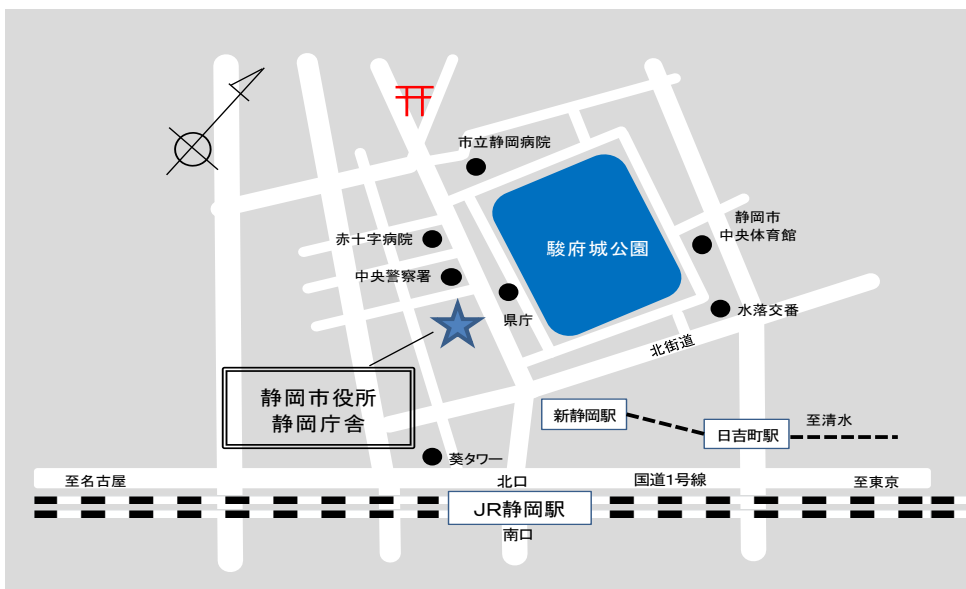 市立静岡病院
静岡市
中央体育館
赤十字病院
駿府城公園
中央警察署
県庁
水落交番
北街道
静岡市役所
静岡庁舎
新静岡駅
日吉町駅
至清水
葵タワー
至名古屋
北口
国道1号線
至東京
JR静岡駅
南口